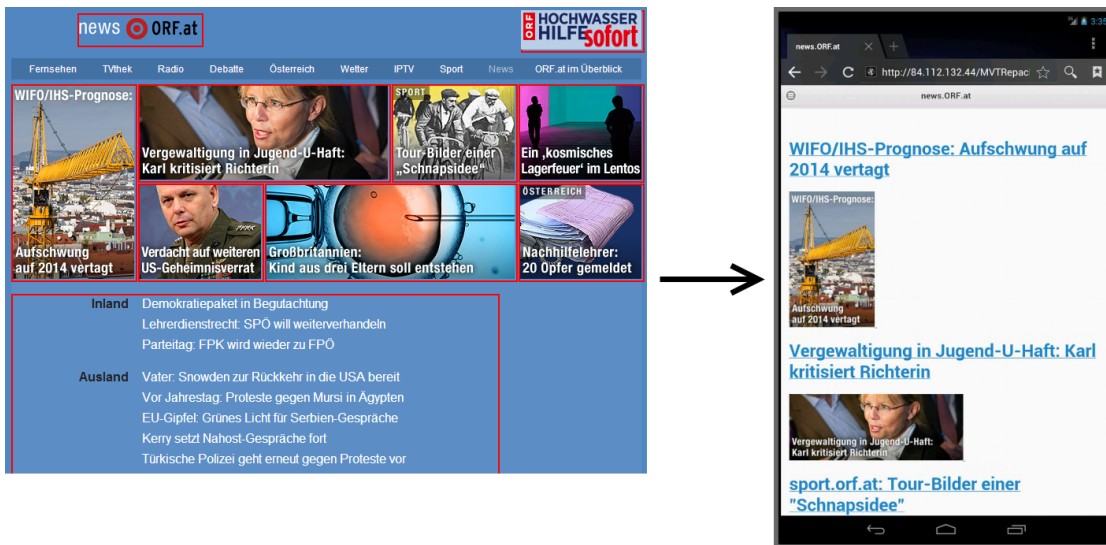 news ORF.at
ORF HOCHWASSER
HILFE sofort
Fernsehen TVthek Radio Debatte Österreich Wetter IPTV Sport News ORF.at im Überblick
WIFO/IHS-Prognose:
Aufschwung
auf 2014 vertagt
Vergewaltigung in Jugend-U-Haft:
Karl kritisiert Richterin
SPORT
Tour-Bilder einer
„Schnapsidee"
Ein ‚kosmisches
Lagerfeuer' im Lentos
Verdacht auf weiteren
US-Geheimnisverrat
Großbritannien:
Kind aus drei Eltern soll entstehen
ÖSTERREICH
Nachhilfelehrer:
20 Opfer gemeldet
Inland Demokratiepaket in Begutachtung
Lehrerdienstrecht: SPÖ will weiterverhandeln
Parteitag: FPK wird wieder zu FPÖ
Ausland Vater: Snowden zur Rückkehr in die USA bereit
Vor Jahrestag: Proteste gegen Mursi in Ägypten
EU-Gipfel: Grünes Licht für Serbien-Gespräche
Kerry setzt Nahost-Gespräche fort
Türkische Polizei geht erneut gegen Proteste vor
3:35
news.ORF.at
http://84.112.132.44/MVTRepac
news.ORF.at
WIFO/IHS-Prognose: Aufschwung auf
2014 vertagt
WIFO/IHS-Prognose:
Aufschwung
auf 2014 vertagt
Vergewaltigung in Jugend-U-Haft: Karl
kritisiert Richterin
Vergewaltigung in Jugend-U-Haft:
Karl kritisiert Richterin
sport.orf.at: Tour-Bilder einer
"Schnapsidee"